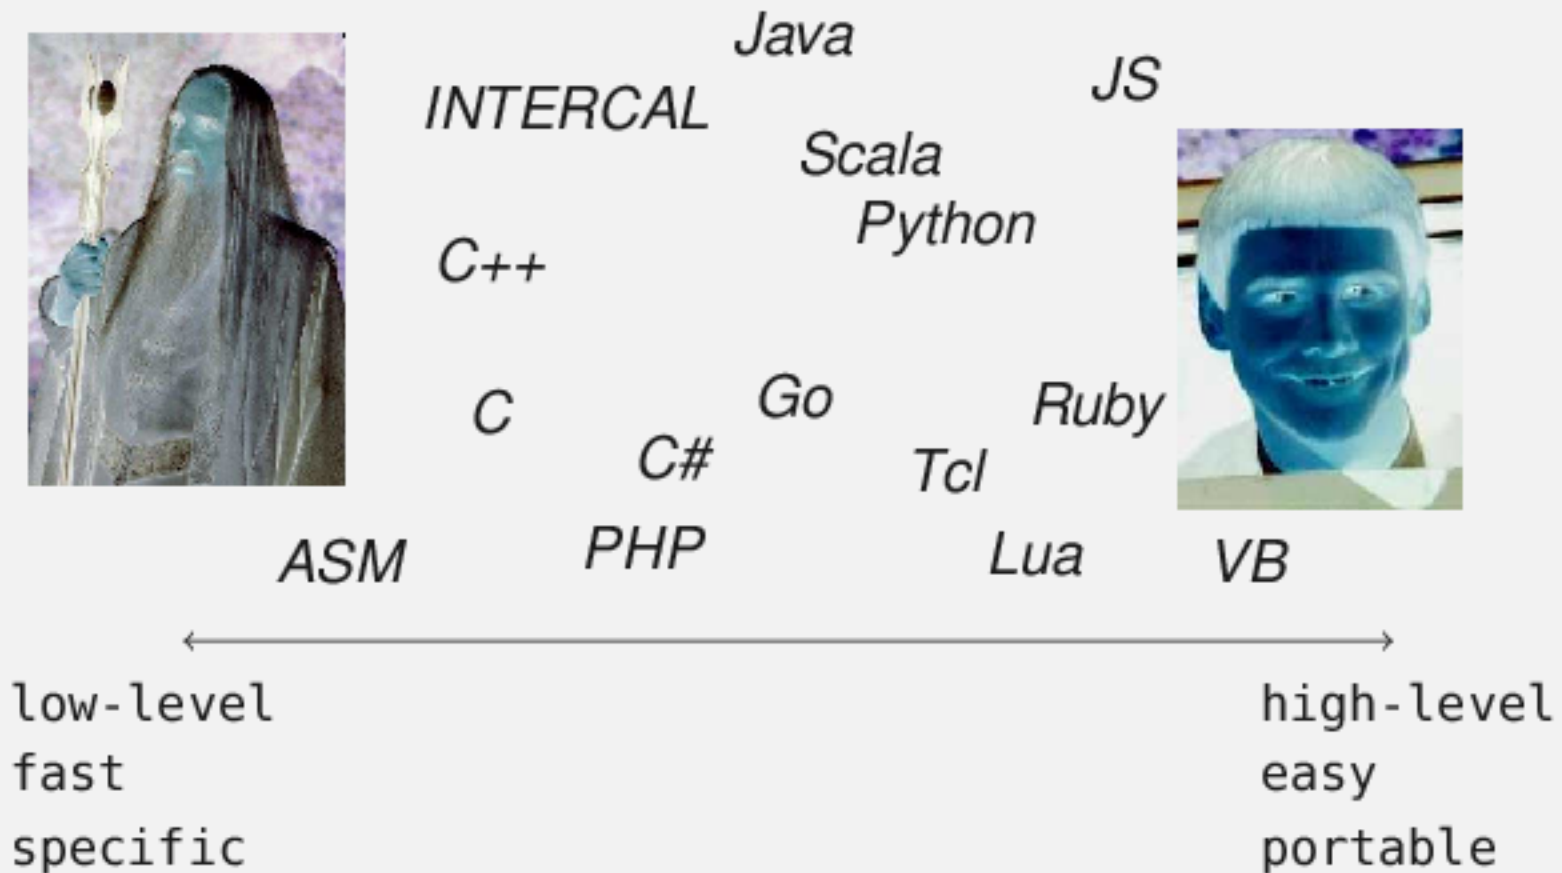 Java
JS
INTERCAL
Scala
Python
C++
Go
Ruby
C
C#
Tcl
PHP
Lua
ASM
VB
low-level
high-level
fast
easy
specific
portable